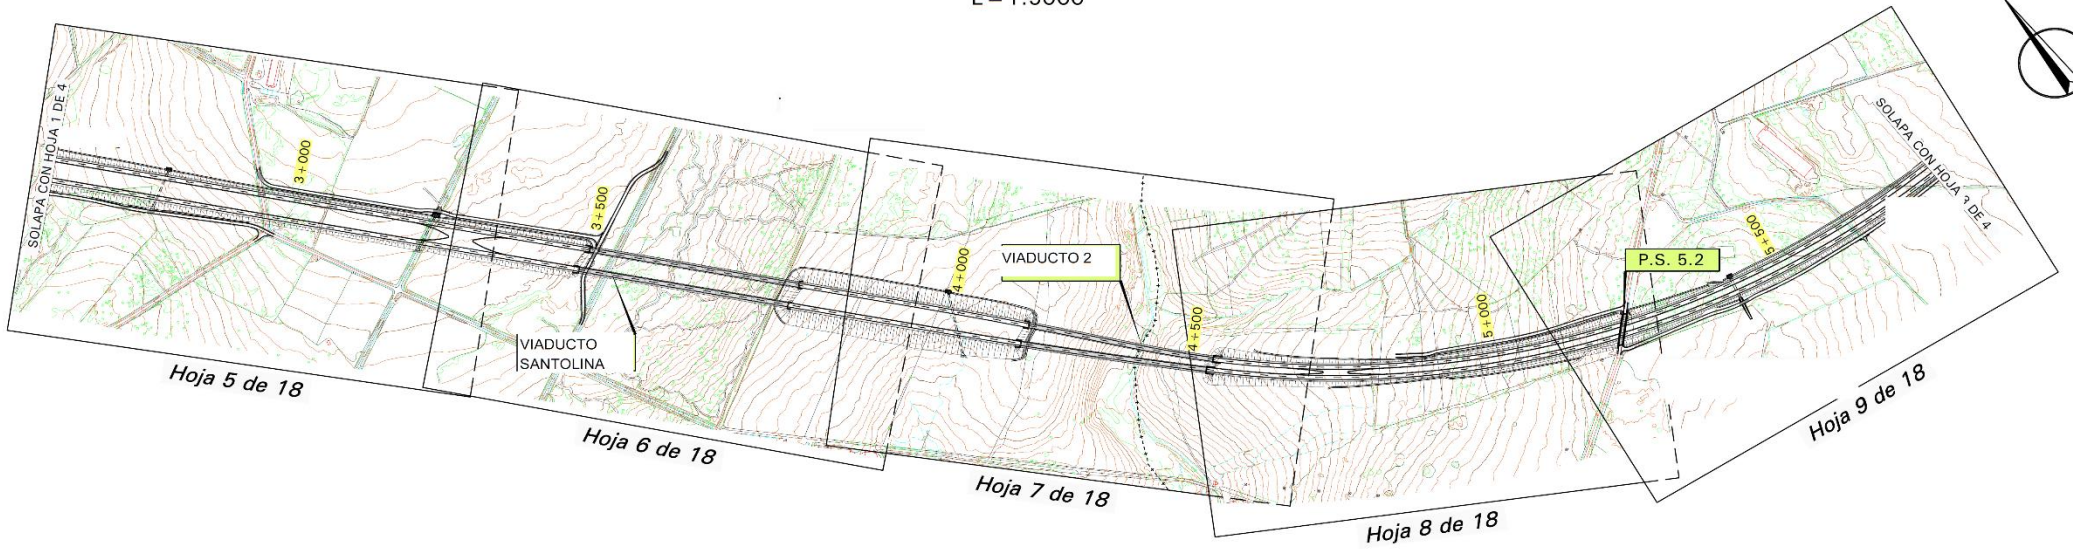 SOLAPA CON HOJA 1 DE 4
3+000
3+500
VIADUCTO
SANTOLINA
4+000
VIADUCTO 2
4+500
5+000
P.S. 5.2
5+500
SOLAPA CON HOJA 3 DE 4
Hoja 5 de 18
Hoja 6 de 18
Hoja 7 de 18
Hoja 8 de 18
Hoja 9 de 18